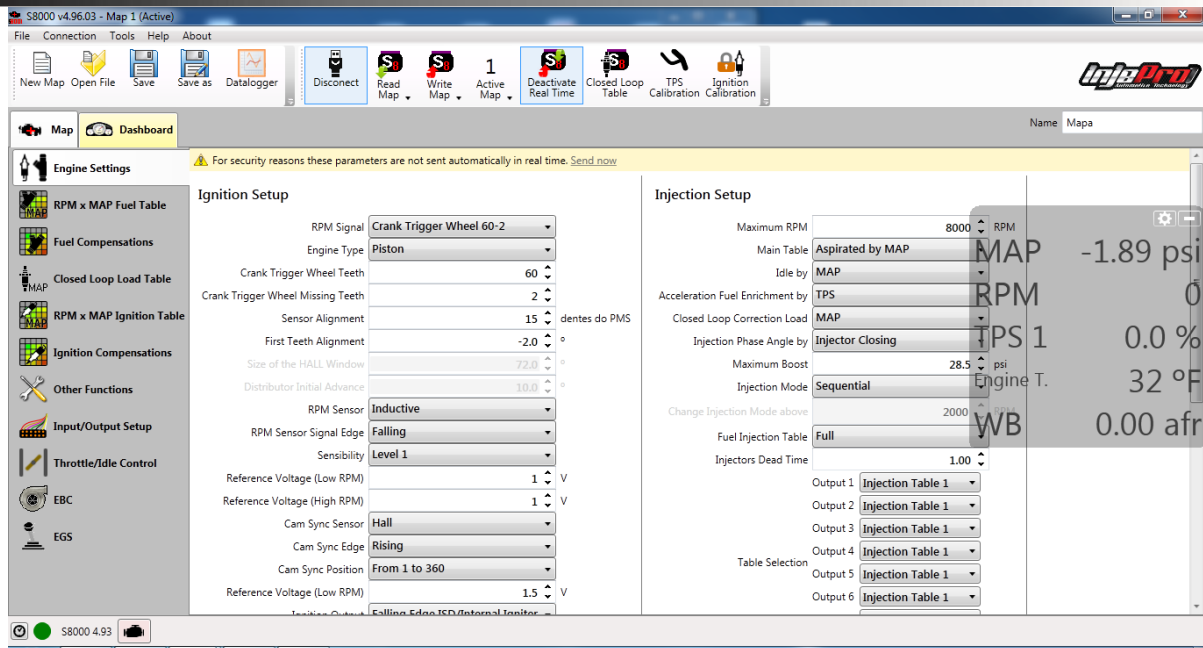 S8000 v4.96.03 - Map 1 (Active)
File Connection Tools Help About
New Map Open File Save Save as Datalogger Disconect Read Map Write Map 1 Active Map Deactivate Real Time Closed Loop Table TPS Calibration Ignition Calibration
InjePro
Automotive Technology
Map Dashboard
Name Mapa
Engine Settings
RPM x MAP Fuel Table
Fuel Compensations
MAP Closed Loop Load Table
RPM x MAP Ignition Table
Ignition Compensations
Other Functions
Input/Output Setup
Throttle/Idle Control
EBC
EGS
For security reasons these parameters are not sent automatically in real time. Send now
Ignition Setup
RPM Signal Crank Trigger Wheel 60-2
Engine Type Piston
Crank Trigger Wheel Teeth 60
Crank Trigger Wheel Missing Teeth 2
Sensor Alignment 15 dentes do PMS
First Teeth Alignment -2.0 º
Size of the HALL Window 72.0 º
Distributor Initial Advance 10.0 º
RPM Sensor Inductive
RPM Sensor Signal Edge Falling
Sensibility Level 1
Reference Voltage (Low RPM) 1 V
Reference Voltage (High RPM) 1 V
Cam Sync Sensor Hall
Cam Sync Edge Rising
Cam Sync Position From 1 to 360
Reference Voltage (Low RPM) 1.5 V
Ignition Output Falling Edge ISD/Internal Igniter
Injection Setup
Maximum RPM 8000 RPM
Main Table Aspirated by MAP
Idle by MAP
Acceleration Fuel Enrichment by TPS
Closed Loop Correction Load MAP
Injection Phase Angle by Injector Closing
Maximum Boost 28.5 psi
Injection Mode Sequential
Change Injection Mode above 2000 RPM
Fuel Injection Table Full
Injectors Dead Time 1.00
Table Selection
Output 1 Injection Table 1
Output 2 Injection Table 1
Output 3 Injection Table 1
Output 4 Injection Table 1
Output 5 Injection Table 1
Output 6 Injection Table 1
MAP -1.89 psi
RPM 0
TPS 1 0.0 %
Engine T. 32 ºF
WB 0.00 afr
S8000 4.93